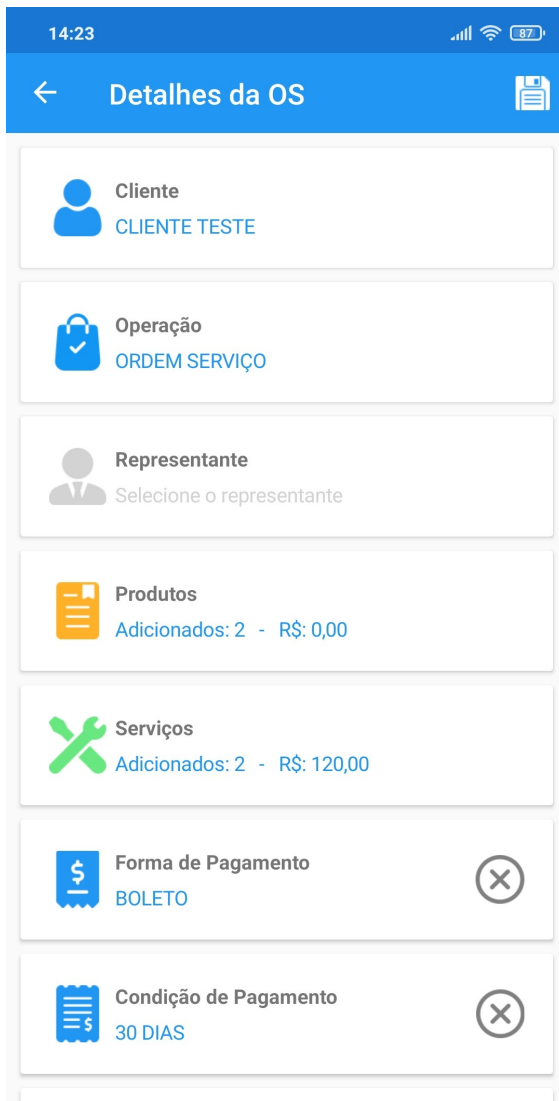 14:23
87
Detalhes da OS
Cliente
CLIENTE TESTE
Operação
ORDEM SERVIÇO
Representante
Selecione o representante
Produtos
Adicionados: 2 - R$: 0,00
Serviços
Adicionados: 2 - R$: 120,00
Forma de Pagamento
BOLETO
Condição de Pagamento
30 DIAS